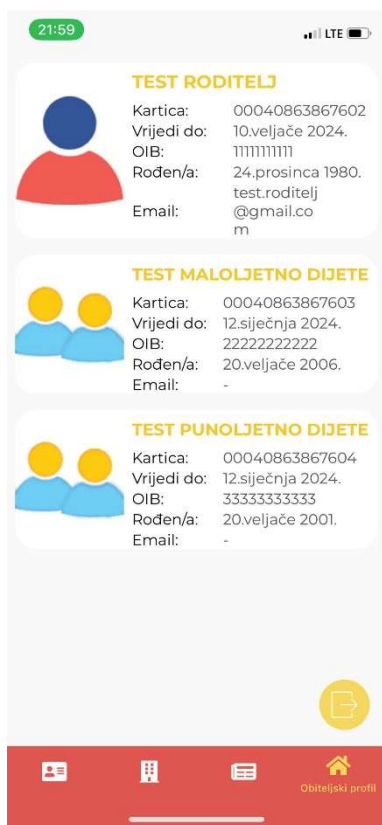 21:59 LTE
TEST RODITELJ
Kartica: 00040863867602
Vrijedi do: 10.veljače 2024.
OIB: 11111111111
Rođen/a: 24.prosinca 1980.
test.roditelj
Email: @gmail.co
m
TEST MALOLJETNO DIJETE
Kartica: 00040863867603
Vrijedi do: 12.siječnja 2024.
OIB: 22222222222
Rođen/a: 20.veljače 2006.
Email: -
TEST PUNOLJETNO DIJETE
Kartica: 00040863867604
Vrijedi do: 12.siječnja 2024.
OIB: 33333333333
Rođen/a: 20.veljače 2001.
Email: -
Obiteljski profil